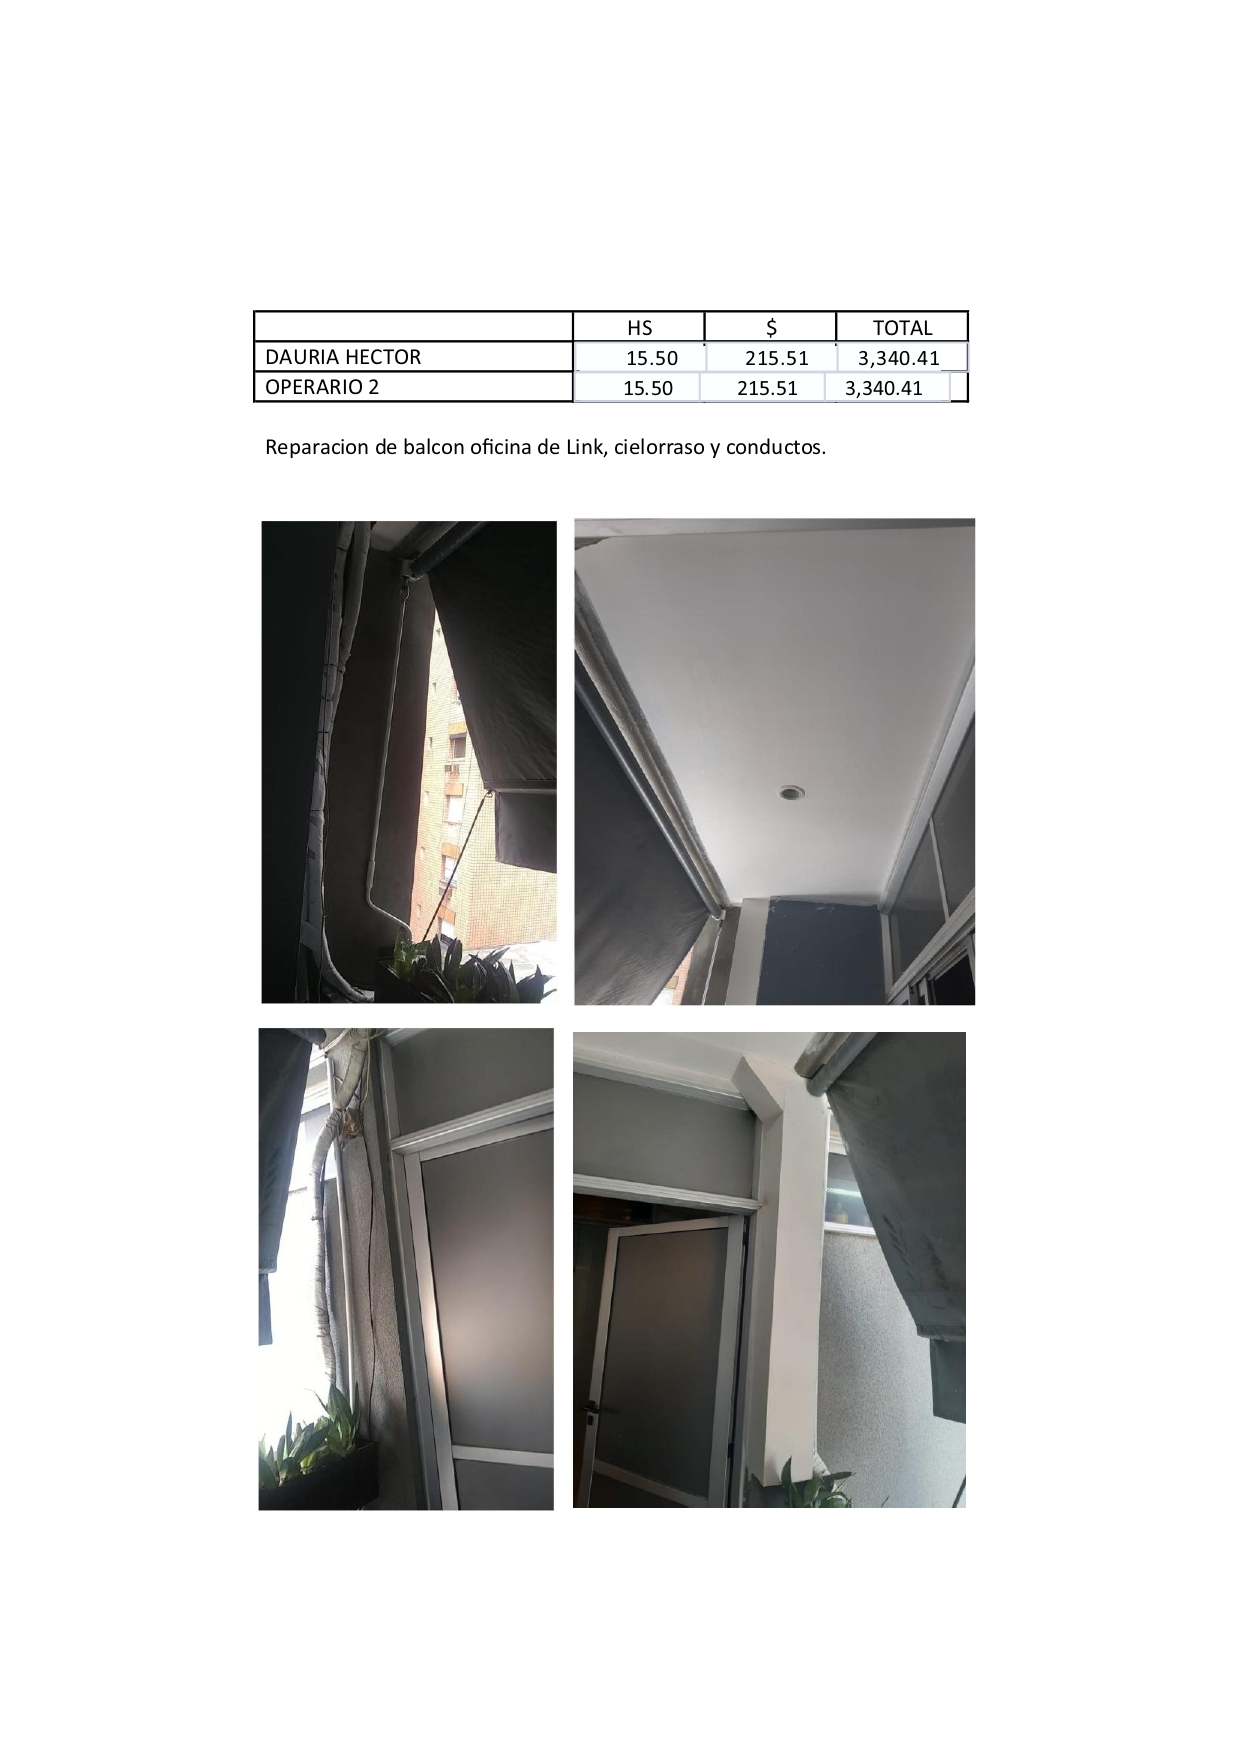 HS $ TOTAL
DAURIA HECTOR 15.50 215.51 3,340.41
OPERARIO 2 15.50 215.51 3,340.41
Reparacion de balcon oficina de Link, cielorraso y conductos.